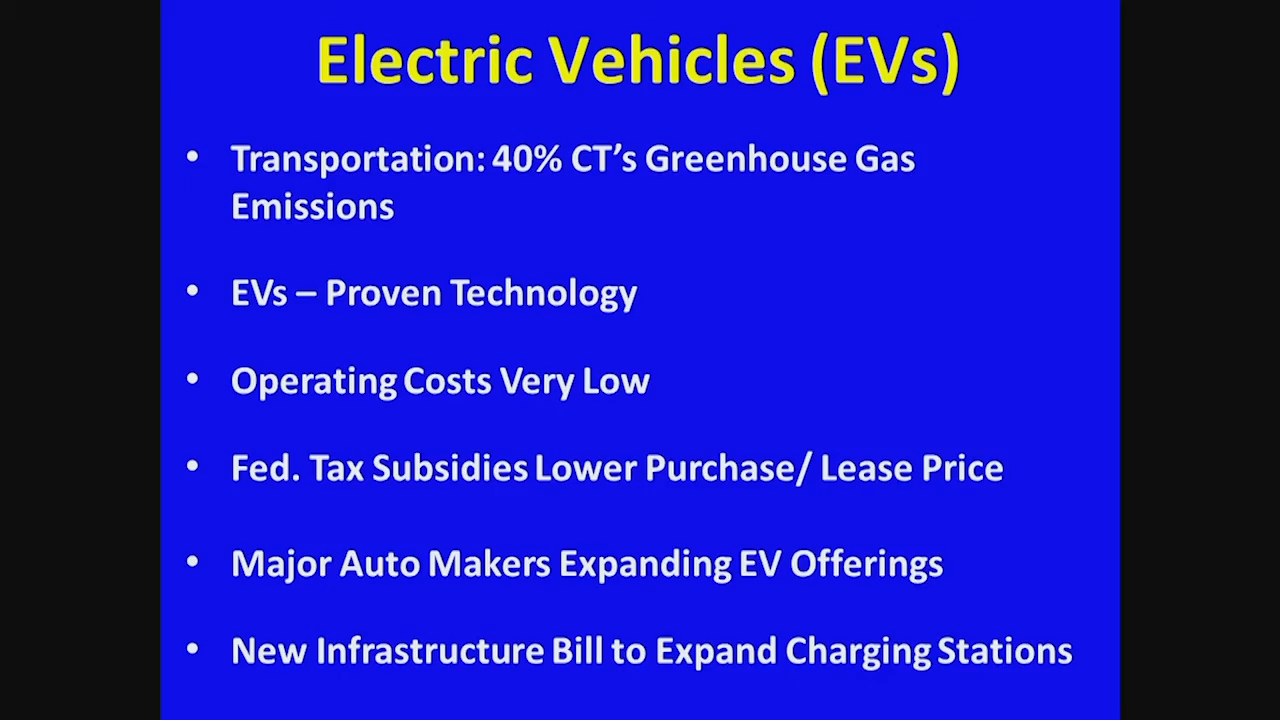 Electric Vehicles (EVs)
• Transportation: 40% CT’s Greenhouse Gas
Emissions
• EVs – Proven Technology
• Operating Costs Very Low
• Fed. Tax Subsidies Lower Purchase/ Lease Price
• Major Auto Makers Expanding EV Offerings
• New Infrastructure Bill to Expand Charging Stations